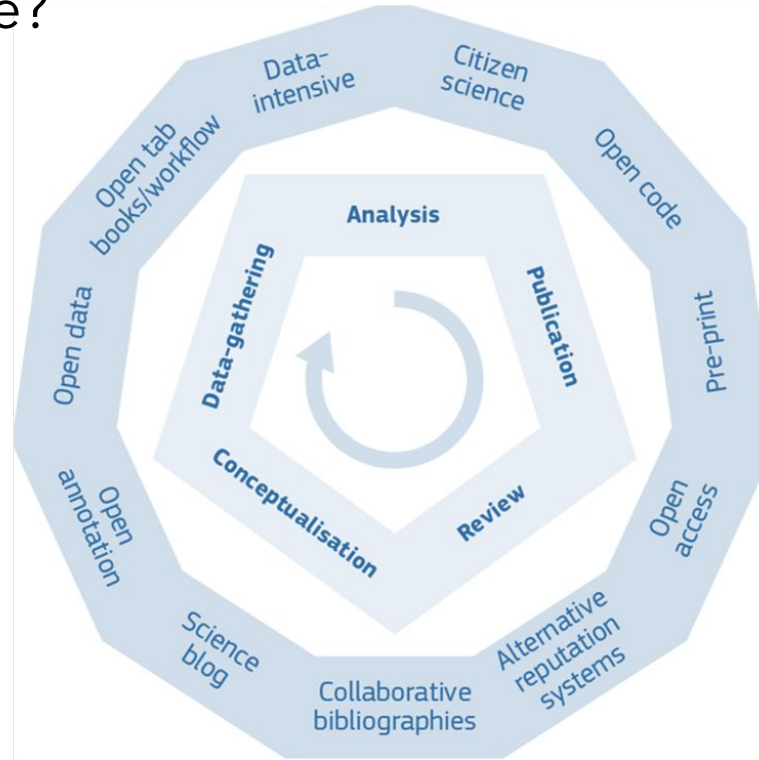 e?
Data-
intensive
Citizen
science
Open code
Pre-print
Open
access
Alternative
reputation
systems
Collaborative
bibliographies
Science
blog
Open
annotation
Open data
Open tab
books/workflow
Analysis
Publication
Review
Conceptualisation
Data-gathering